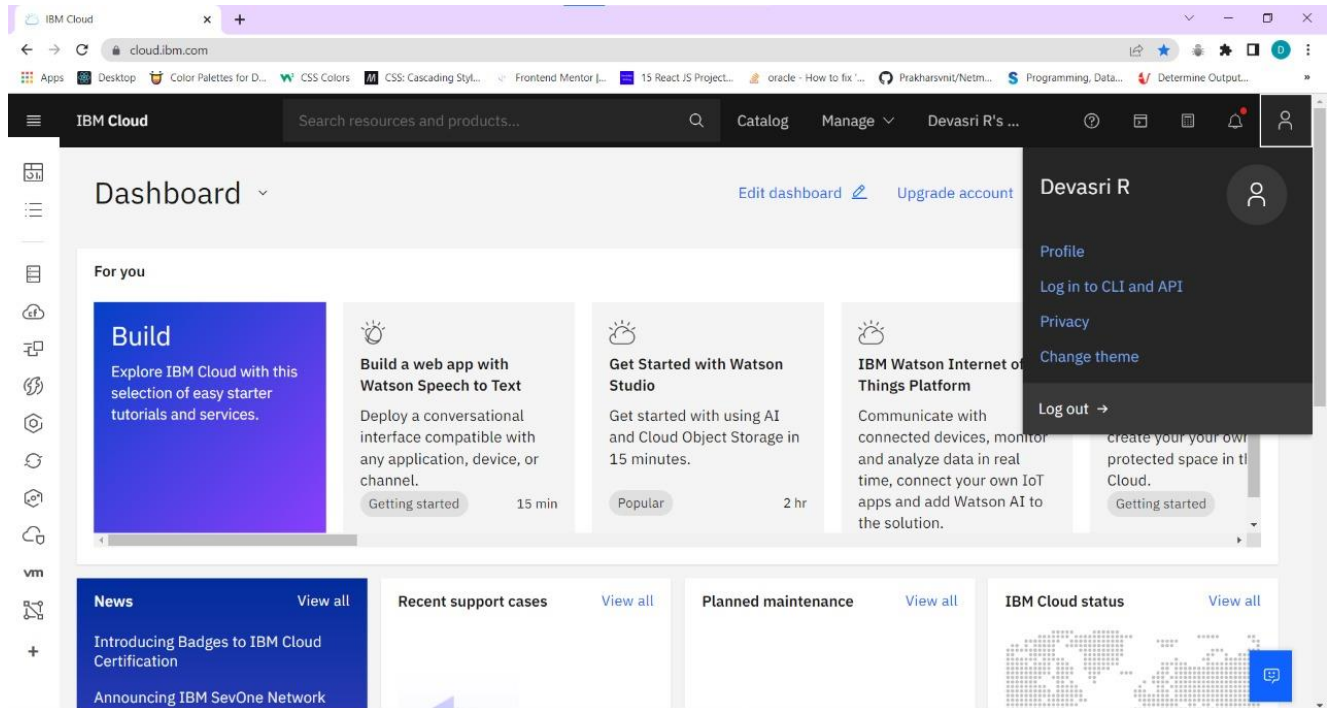 IBM Cloud
cloud.ibm.com
D
Apps Desktop Color Palettes for D... CSS Colors CSS: Cascading Styl... Frontend Mentor |... 15 React JS Project... oracle - How to fix '... Prakharsvnit/Netm... Programming, Data... Determine Output... »
IBM Cloud Search resources and products... Catalog Manage Devasri R's ...
Dashboard Edit dashboard Upgrade account
Devasri R
Profile
Log in to CLI and API
Privacy
Change theme
Log out →
For you
Build
Explore IBM Cloud with this
selection of easy starter
tutorials and services.
Build a web app with
Watson Speech to Text
Deploy a conversational
interface compatible with
any application, device, or
channel.
Getting started 15 min
Get Started with Watson
Studio
Get started with using AI
and Cloud Object Storage in
15 minutes.
Popular 2 hr
IBM Watson Internet of
Things Platform
Communicate with
connected devices, monitor
and analyze data in real
time, connect your own IoT
apps and add Watson AI to
the solution.
create your your own
protected space in
Cloud.
Getting started
cf
vm
News View all
Introducing Badges to IBM Cloud
Certification
Announcing IBM SevOne Network
Recent support cases View all
Planned maintenance View all
IBM Cloud status View all